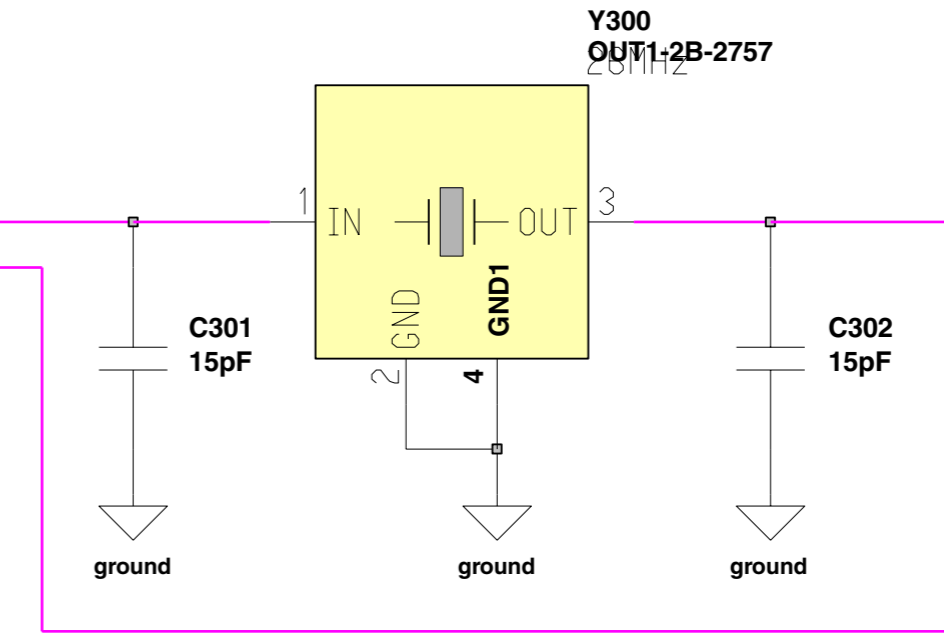 Y300
OUT1-2B-2757
26MHz
1
IN
OUT
3
GND
GND1
2
4
C301
15pF
C302
15pF
ground
ground
ground